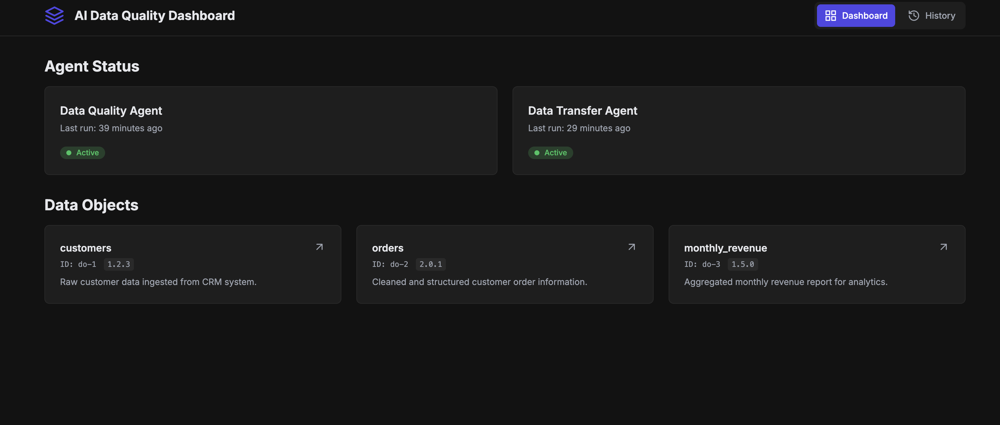 AI Data Quality Dashboard
Dashboard
History
Agent Status
Data Quality Agent
Last run: 39 minutes ago
Active
Data Transfer Agent
Last run: 29 minutes ago
Active
Data Objects
customers
ID: do-1 1.2.3
Raw customer data ingested from CRM system.
orders
ID: do-2 2.0.1
Cleaned and structured customer order information.
monthly_revenue
ID: do-3 1.5.0
Aggregated monthly revenue report for analytics.